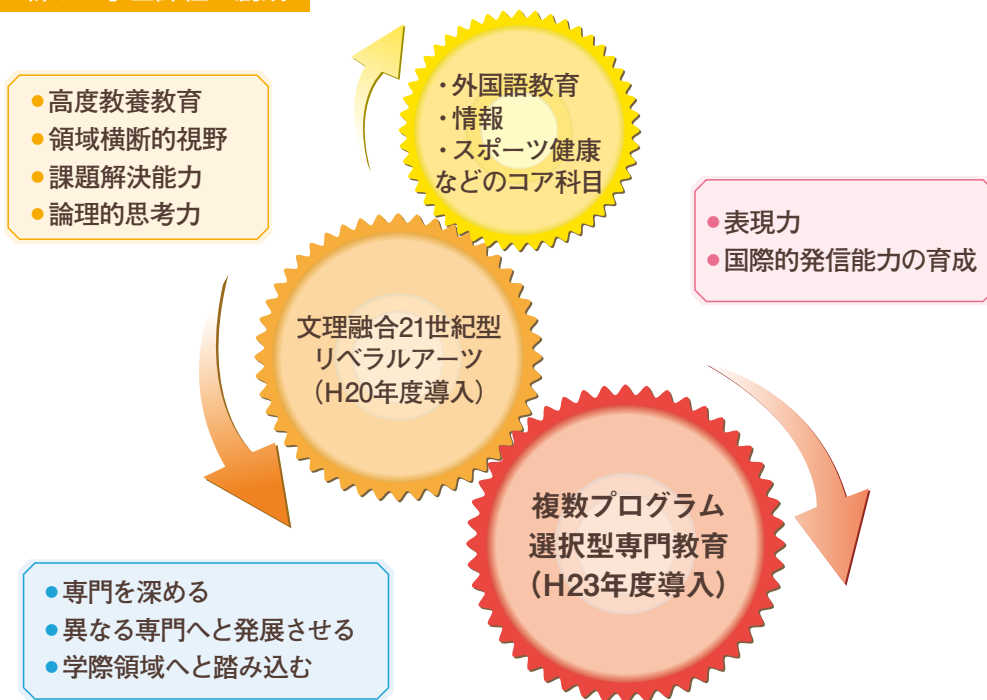 ・外国語教育
・情報
・スポーツ健康
などのコア科目
●高度教養教育
●領域横断的視野
●課題解決能力
●論理的思考力
●表現力
●国際的発信能力の育成
文理融合21世紀型
リベラルアーツ
（H20年度導入）
複数プログラム
選択型専門教育
（H23年度導入）
●専門を深める
●異なる専門へと発展させる
●学際領域へと踏み込む